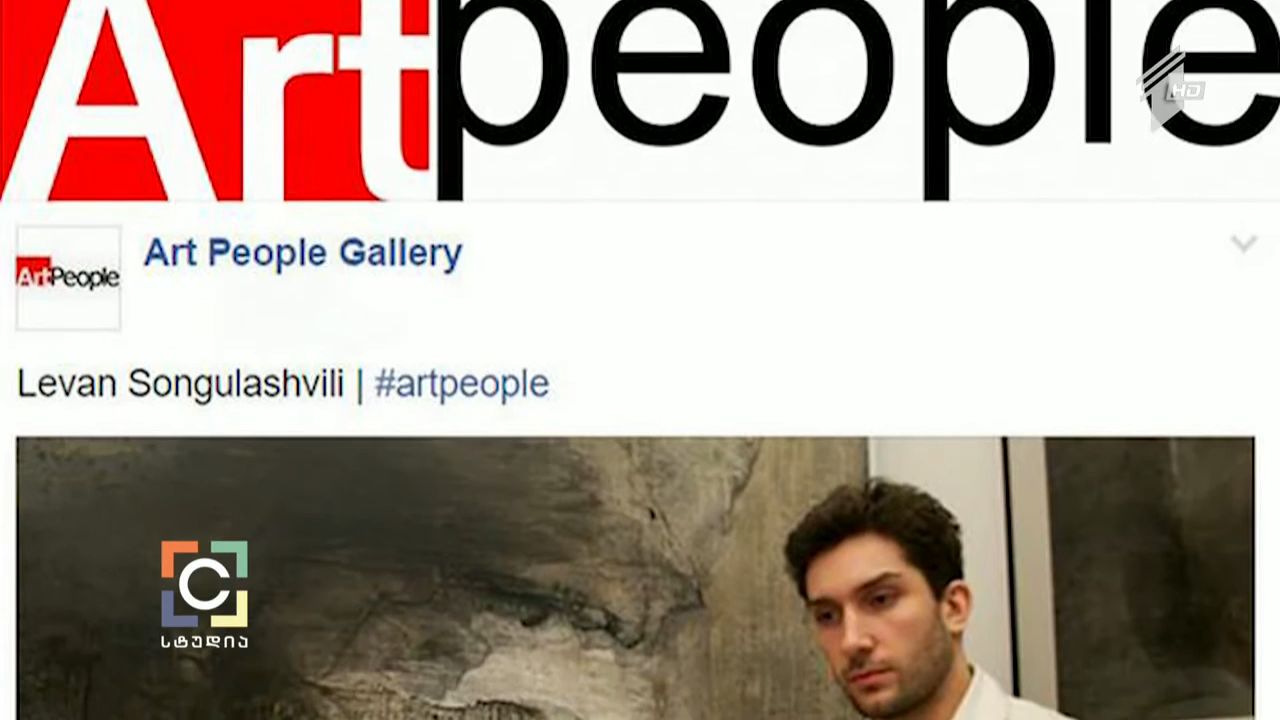 Artpeople
HD
Art People Gallery
ArtPeople
Levan Songulashvili | #artpeople
C
სტუდია